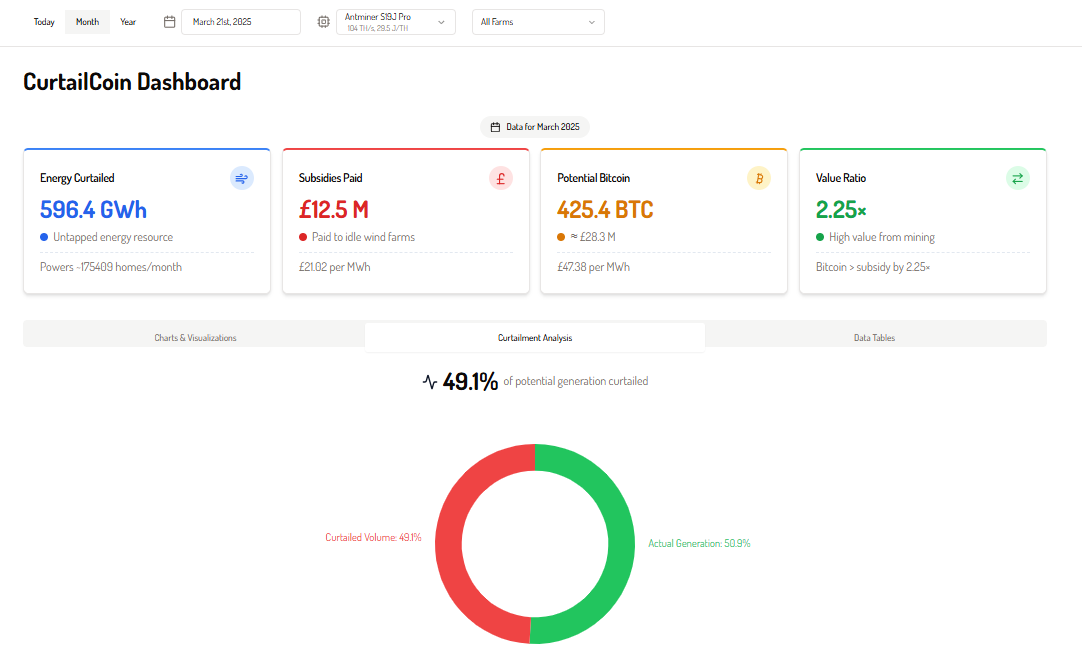 Today Month Year March 21st, 2025 Antminer S19J Pro All Farms
104 TH/s, 29.5 J/TH
CurtailCoin Dashboard
Data for March 2025
Energy Curtailed
596.4 GWh
Untapped energy resource
Powers ~175409 homes/month
Subsidies Paid
£
£12.5 M
Paid to idle wind farms
£21.02 per MWh
Potential Bitcoin
₿
425.4 BTC
≈ £28.3 M
£47.38 per MWh
Value Ratio
2.25×
High value from mining
Bitcoin > subsidy by 2.25×
Charts & Visualizations Curtailment Analysis Data Tables
49.1% of potential generation curtailed
Curtailed Volume: 49.1%
Actual Generation: 50.9%